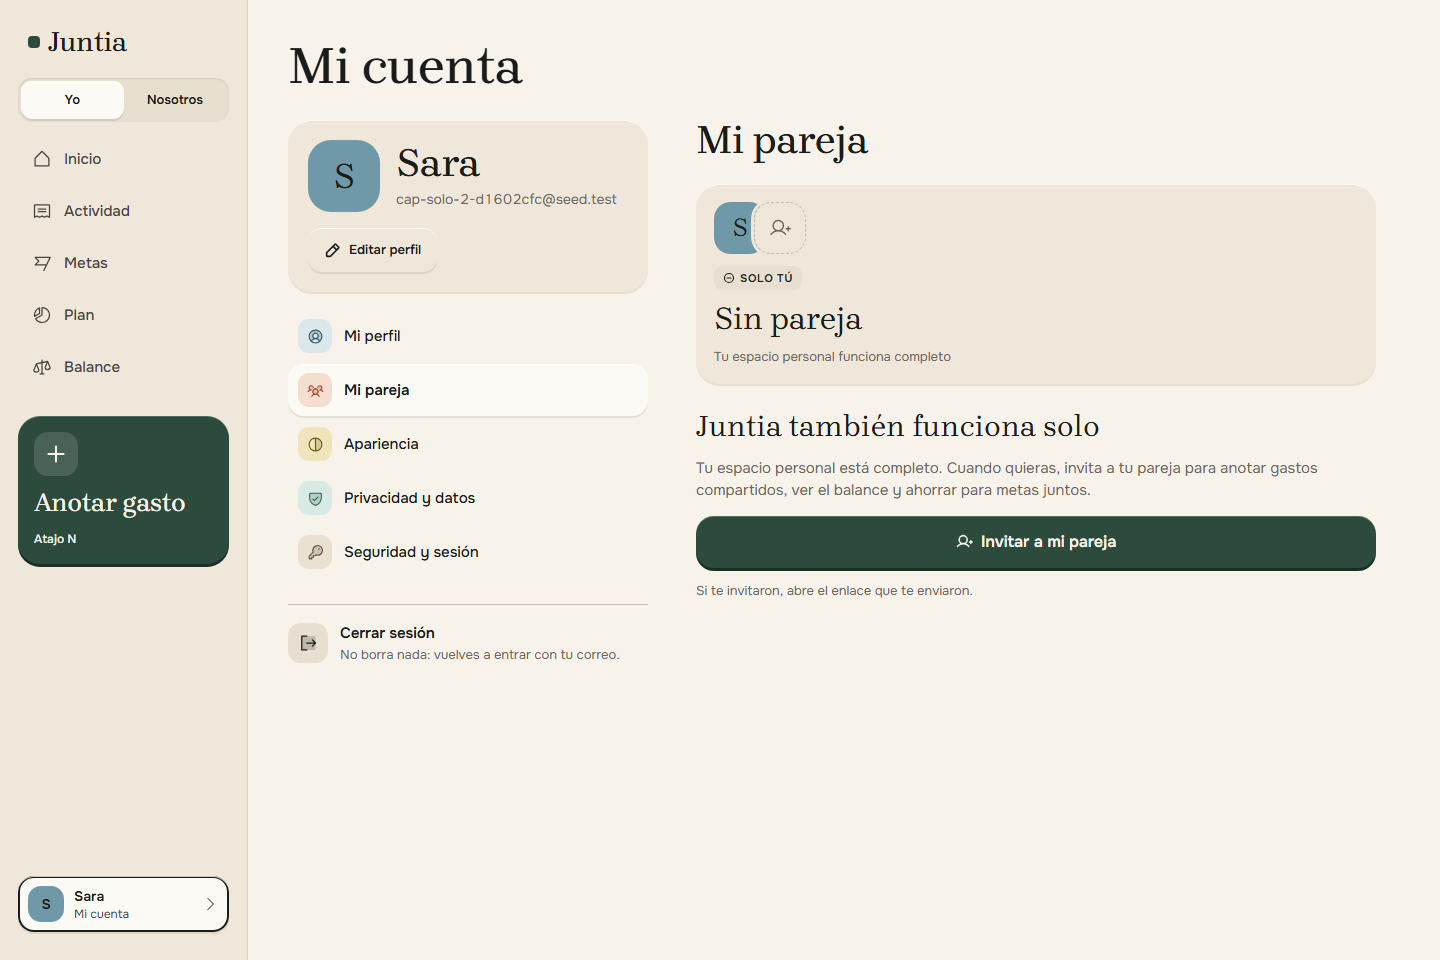 Juntia
Yo
Nosotros
Inicio
Actividad
Metas
Plan
Balance
Anotar gasto
Atajo N
S
Sara
Mi cuenta
Mi cuenta
S
Sara
cap-solo-2-d1602cfc@seed.test
Editar perfil
Mi perfil
Mi pareja
Apariencia
Privacidad y datos
Seguridad y sesión
Cerrar sesión
No borra nada: vuelves a entrar con tu correo.
Mi pareja
S
SOLO TÚ
Sin pareja
Tu espacio personal funciona completo
Juntia también funciona solo
Tu espacio personal está completo. Cuando quieras, invita a tu pareja para anotar gastos
compartidos, ver el balance y ahorrar para metas juntos.
Invitar a mi pareja
Si te invitaron, abre el enlace que te enviaron.